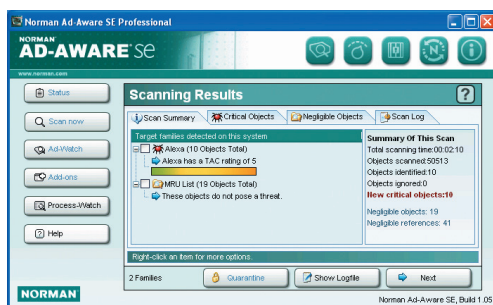 Norman Ad-Aware SE Professional
NORMAN
AD-AWARE SE
www.norman.com
Status
Scan now
Ad-Watch
Add-ons
Process-Watch
Help
NORMAN
Scanning Results
?
Scan Summary
Critical Objects
Negligible Objects
Scan Log
Target families detected on this system
Alexa (10 Objects Total)
Alexa has a TAC rating of 5
MRU List (19 Objects Total)
These objects do not pose a threat.
Summary Of This Scan
Total scanning time:00:02:10
Objects scanned:50513
Objects identified:10
Objects ignored:0
New critical objects:10
Negligible objects: 19
Negligible references: 41
Right-click an item for more options.
2 Families
Quarantine
Show Logfile
Next
Norman Ad-Aware SE, Build 1.05